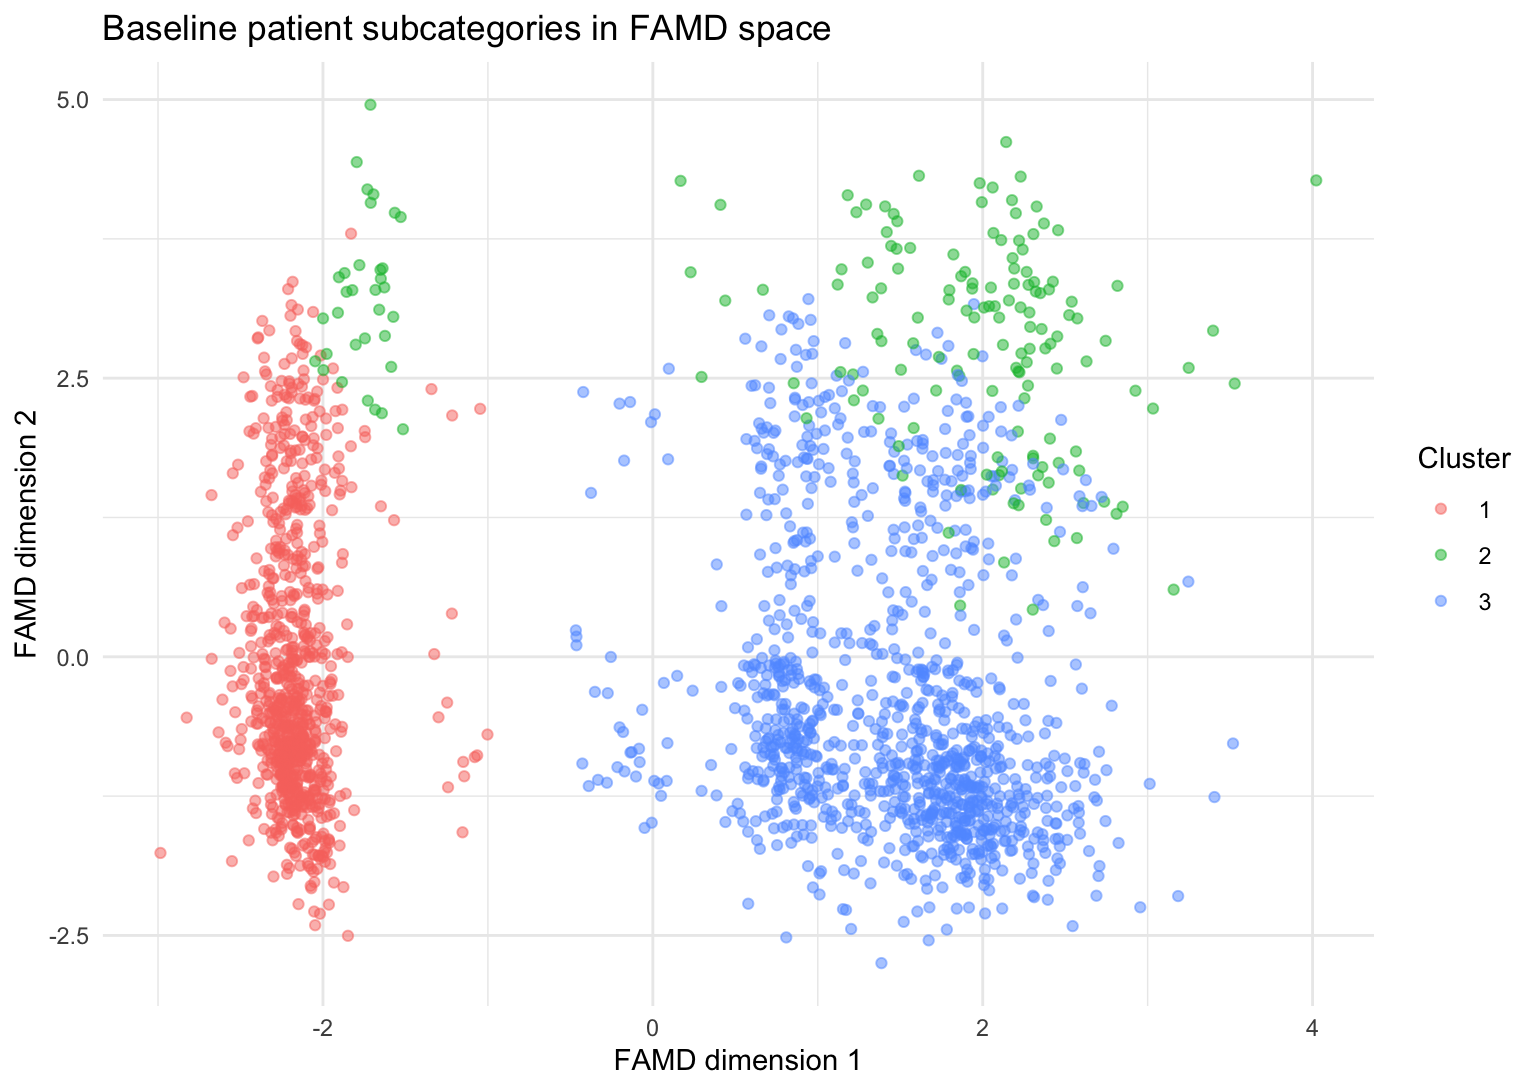 Baseline patient subcategories in FAMD space
5.0
2.5
0.0
-2.5
FAMD dimension 2
-2
0
2
4
FAMD dimension 1
Cluster
1
2
3